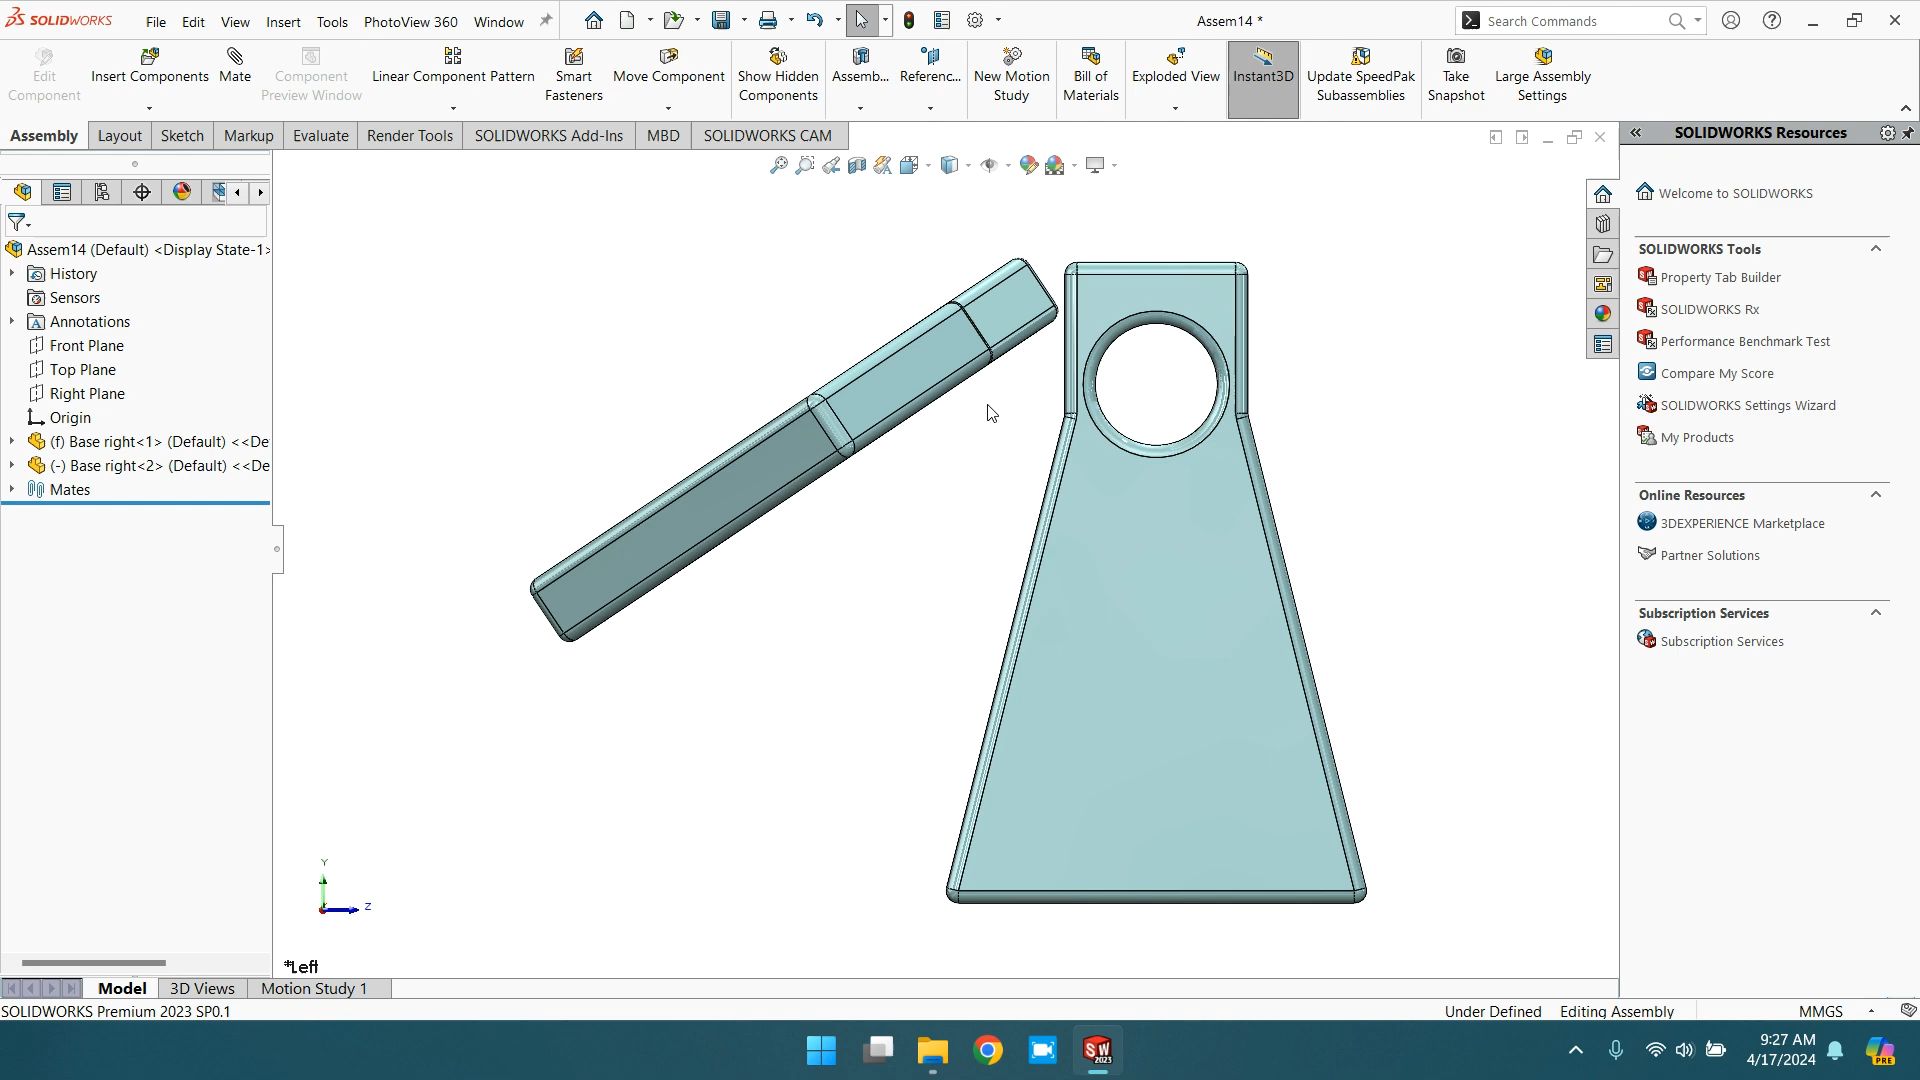 SOLIDWORKS File Edit View Insert Tools PhotoView 360 Window Assem14 * Search Commands
Edit Component Insert Components Mate Component Preview Window Linear Component Pattern Smart Fasteners Move Component Show Hidden Components Assemb... Referenc... New Motion Study Bill of Materials Exploded View Instant3D Update SpeedPak Subassemblies Take Snapshot Large Assembly Settings
Assembly Layout Sketch Markup Evaluate Render Tools SOLIDWORKS Add-Ins MBD SOLIDWORKS CAM
SOLIDWORKS Resources
Assem14 (Default) <Display State-1>
History
Sensors
Annotations
Front Plane
Top Plane
Right Plane
Origin
(f) Base right<1> (Default) <<De
(-) Base right<2> (Default) <<De
Mates
Welcome to SOLIDWORKS
SOLIDWORKS Tools
Property Tab Builder
SOLIDWORKS Rx
Performance Benchmark Test
Compare My Score
SOLIDWORKS Settings Wizard
My Products
Online Resources
3DEXPERIENCE Marketplace
Partner Solutions
Subscription Services
Subscription Services
Y
Z
*Left
Model 3D Views Motion Study 1
SOLIDWORKS Premium 2023 SP0.1 Under Defined Editing Assembly MMGS
SW 2023
9:27 AM
4/17/2024
PRE